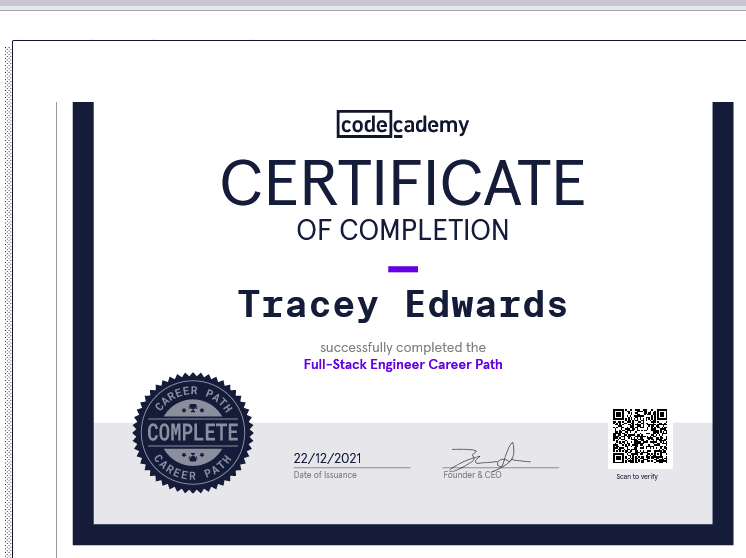 codecademy
CERTIFICATE
OF COMPLETION
Tracey Edwards
successfully completed the
Full-Stack Engineer Career Path
CAREER PATH
COMPLETE
CAREER PATH
22/12/2021
Date of Issuance
Founder & CEO
Scan to verify